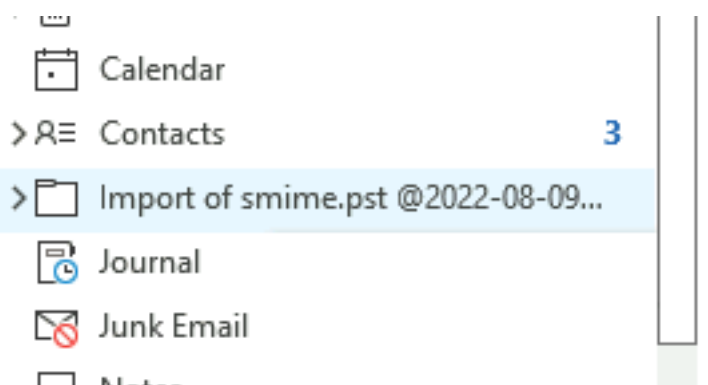 Calendar
Contacts 3
Import of smime.pst @2022-08-09...
Journal
Junk Email